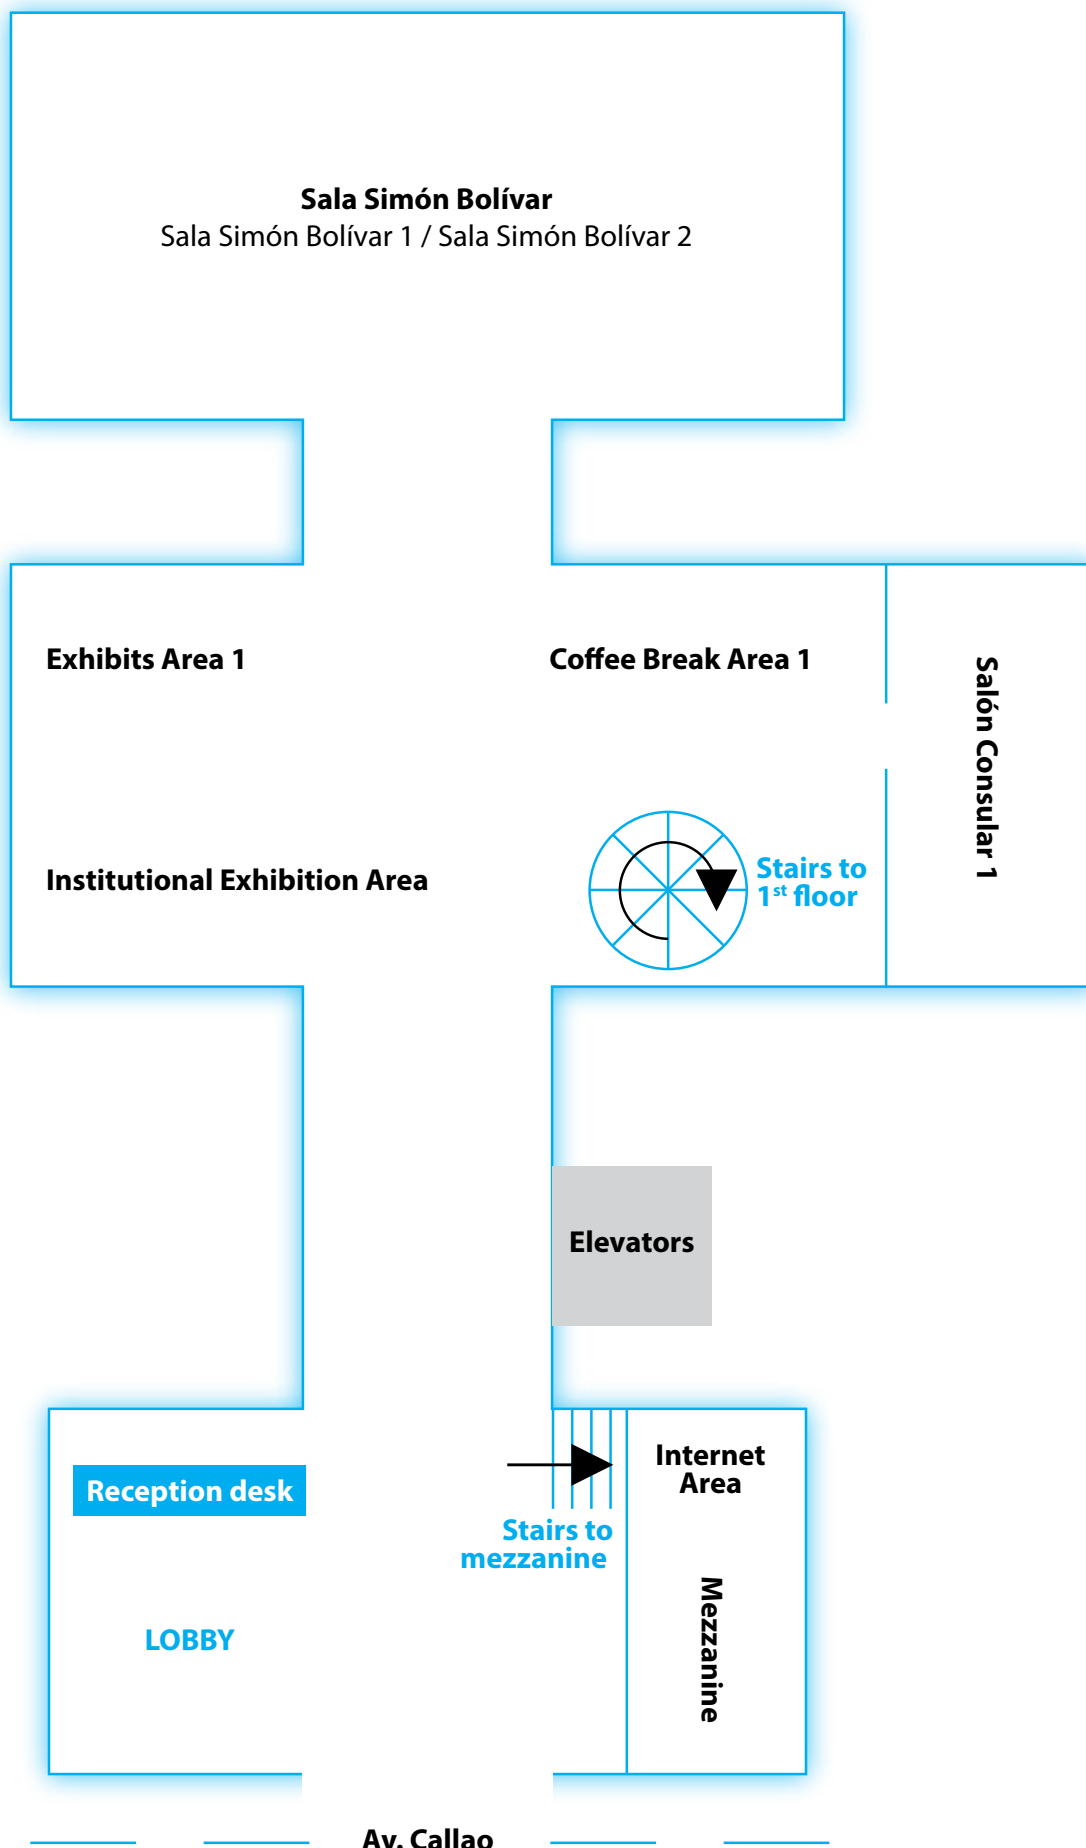 Sala Simón Bolívar
Sala Simón Bolívar 1 / Sala Simón Bolívar 2
Exhibits Area 1
Coffee Break Area 1
Salón Consular 1
Institutional Exhibition Area
Stairs to
1st floor
Elevators
Reception desk
Internet
Area
Stairs to
mezzanine
Mezzanine
LOBBY
Av. Callao